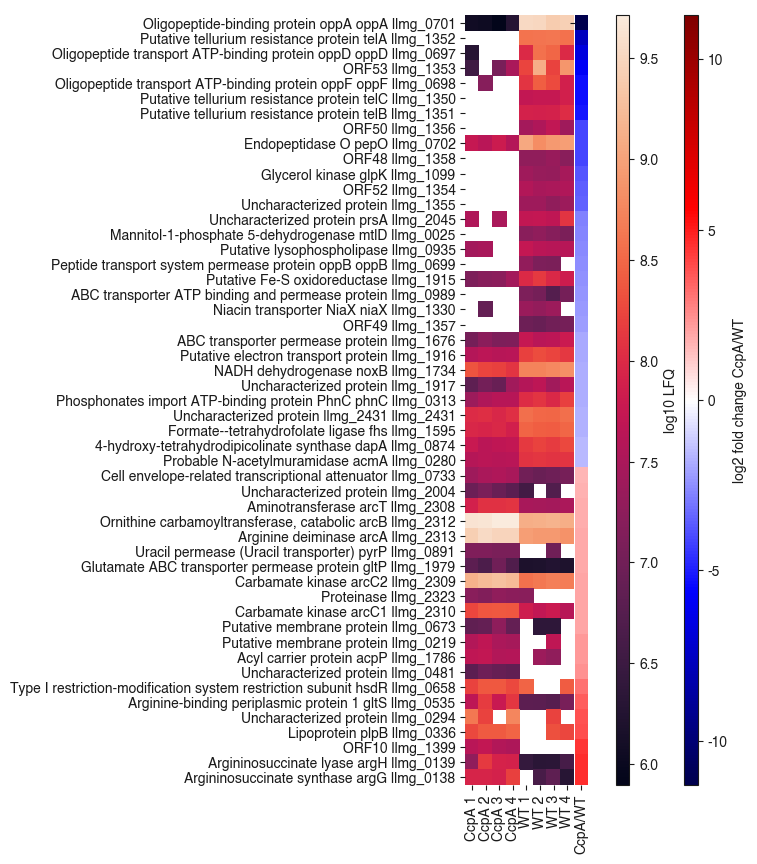 Oligopeptide-binding protein oppA oppA llmg_0701
Putative tellurium resistance protein telA llmg_1352
Oligopeptide transport ATP-binding protein oppD oppD llmg_0697
ORF53 llmg_1353
Oligopeptide transport ATP-binding protein oppF oppF llmg_0698
Putative tellurium resistance protein telC llmg_1350
Putative tellurium resistance protein telB llmg_1351
ORF50 llmg_1356
Endopeptidase O pepO llmg_0702
ORF48 llmg_1358
Glycerol kinase glpK llmg_1099
ORF52 llmg_1354
Uncharacterized protein llmg_1355
Uncharacterized protein prsA llmg_2045
Mannitol-1-phosphate 5-dehydrogenase mtlD llmg_0025
Putative lysophospholipase llmg_0935
Peptide transport system permease protein oppB oppB llmg_0699
Putative Fe-S oxidoreductase llmg_1915
ABC transporter ATP binding and permease protein llmg_0989
Niacin transporter NiaX niaX llmg_1330
ORF49 llmg_1357
ABC transporter permease protein llmg_1676
Putative electron transport protein llmg_1916
NADH dehydrogenase noxB llmg_1734
Uncharacterized protein llmg_1917
Phosphonates import ATP-binding protein PhnC phnC llmg_0313
Uncharacterized protein llmg_2431 llmg_2431
Formate--tetrahydrofolate ligase fhs llmg_1595
4-hydroxy-tetrahydrodipicolinate synthase dapA llmg_0874
Probable N-acetylmuramidase acmA llmg_0280
Cell envelope-related transcriptional attenuator llmg_0733
Uncharacterized protein llmg_2004
Aminotransferase arcT llmg_2308
Ornithine carbamoyltransferase, catabolic arcB llmg_2312
Arginine deiminase arcA llmg_2313
Uracil permease (Uracil transporter) pyrP llmg_0891
Glutamate ABC transporter permease protein gltP llmg_1979
Carbamate kinase arcC2 llmg_2309
Proteinase llmg_2323
Carbamate kinase arcC1 llmg_2310
Putative membrane protein llmg_0673
Putative membrane protein llmg_0219
Acyl carrier protein acpP llmg_1786
Uncharacterized protein llmg_0481
Type I restriction-modification system restriction subunit hsdR llmg_0658
Arginine-binding periplasmic protein 1 gltS llmg_0535
Uncharacterized protein llmg_0294
Lipoprotein plpB llmg_0336
ORF10 llmg_1399
Argininosuccinate lyase argH llmg_0139
Argininosuccinate synthase argG llmg_0138
CcpA 1
CcpA 2
CcpA 3
CcpA 4
WT 1
WT 2
WT 3
WT 4
CcpA/WT
9.5
9.0
8.5
8.0
7.5
7.0
6.5
6.0
log10 LFQ
10
5
0
-5
-10
log2 fold change CcpA/WT